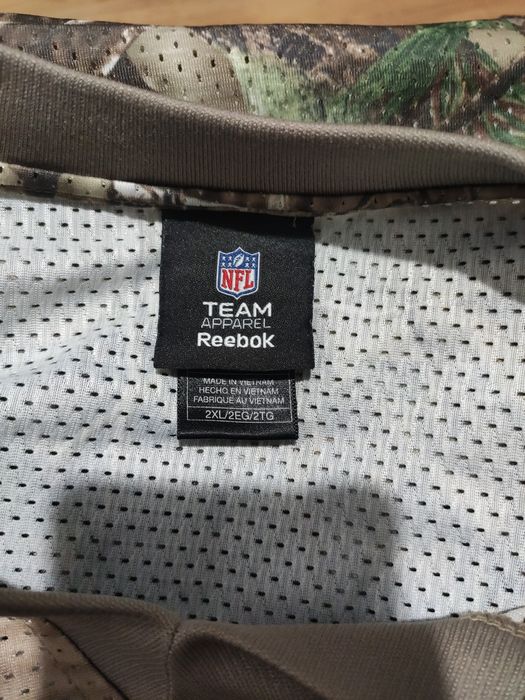 NFL
TEAM
APPAREL
Reebok
MADE IN VIETNAM
HECHO EN VIETNAM
FABRIQUE AU VIETNAM
2XL/2EG/2TG